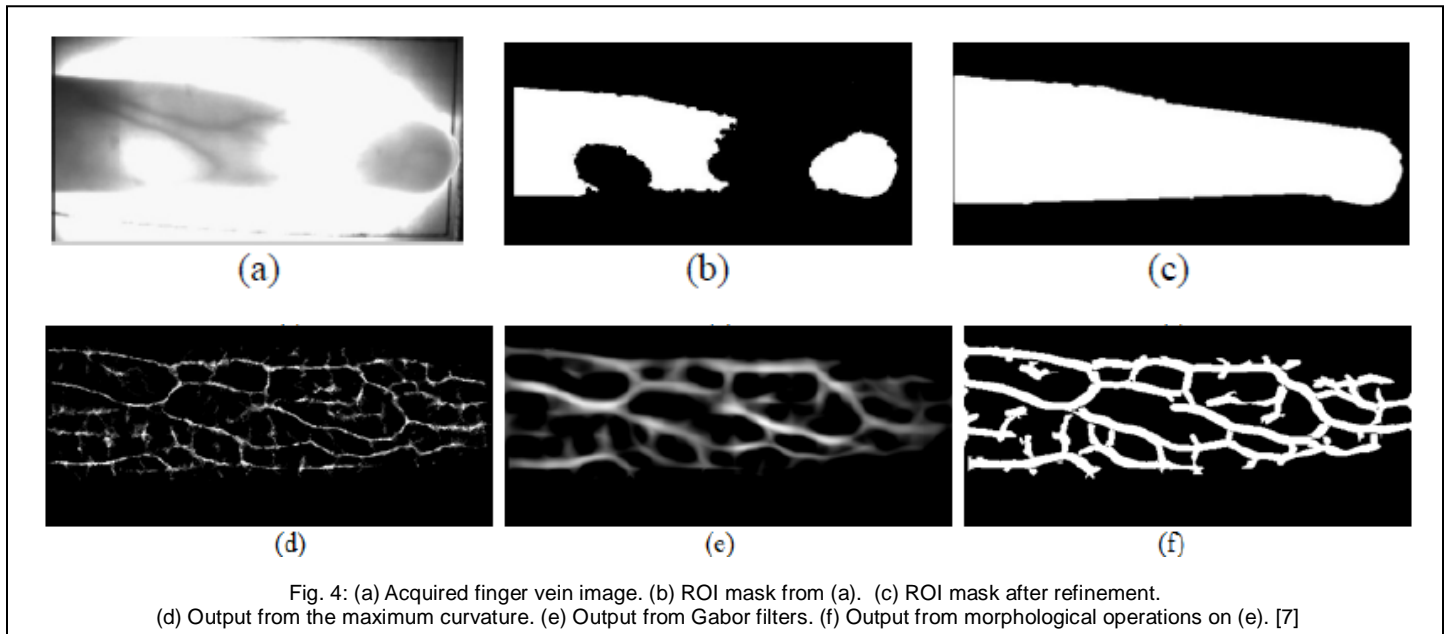 (a) (b) (c)
(d) (e) (f)
Fig. 4: (a) Acquired finger vein image. (b) ROI mask from (a). (c) ROI mask after refinement.
(d) Output from the maximum curvature. (e) Output from Gabor filters. (f) Output from morphological operations on (e). [7]